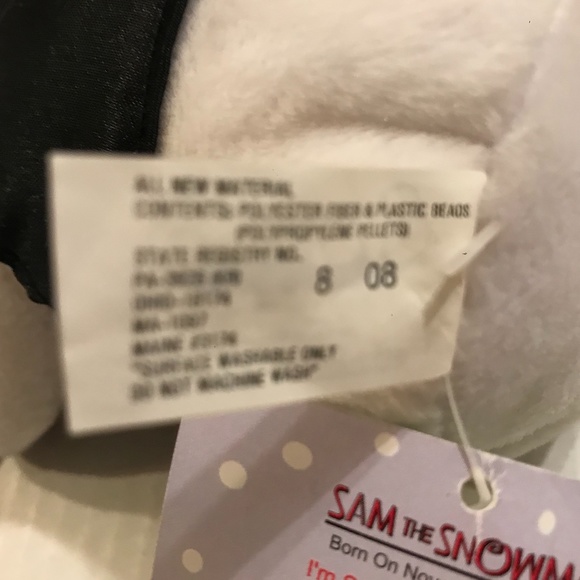 ALL NEW MATERIAL
CONTENTS: POLYESTER FIBER & PLASTIC BEADS
(POLYPROPYLENE PELLETS)
STATE REGISTRY NO.
8 08
"SURFACE WASHABLE ONLY
DO NOT MACHINE WASH"
SAM THE SNOWM
Born On Nov
I'm